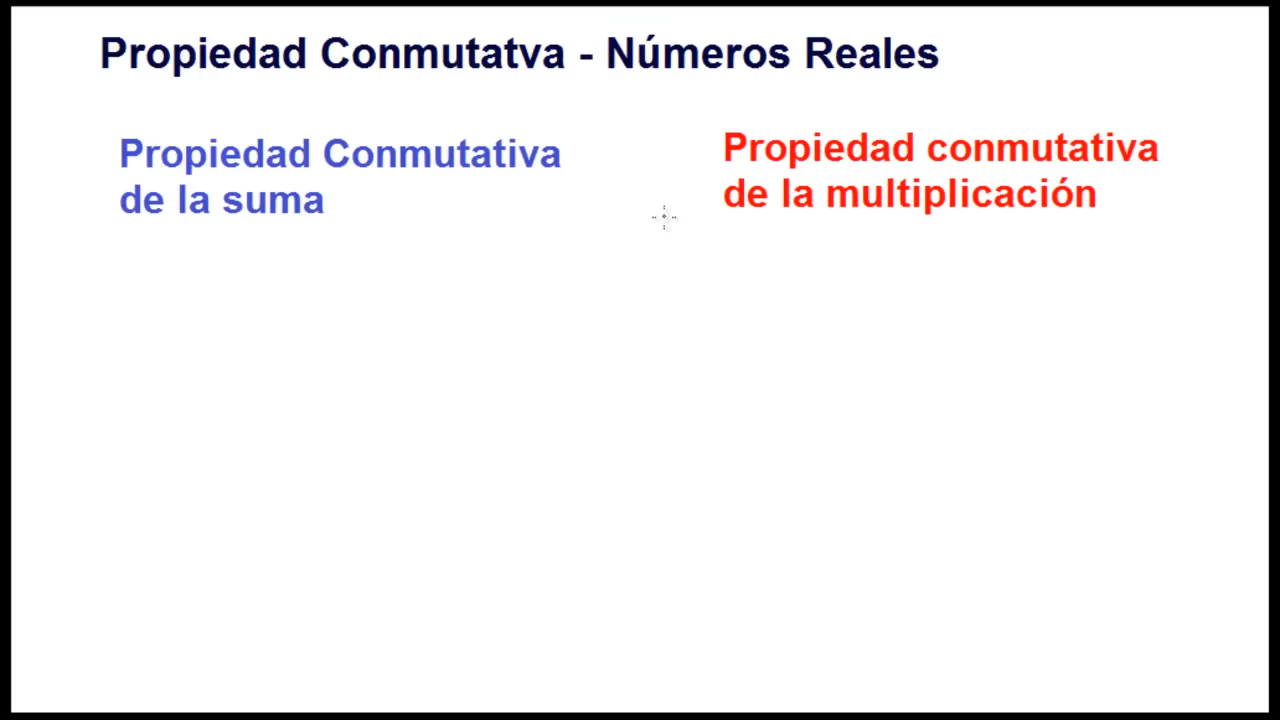 Propiedad Conmutatva - Números Reales
Propiedad Conmutativa
de la suma
Propiedad conmutativa
de la multiplicación